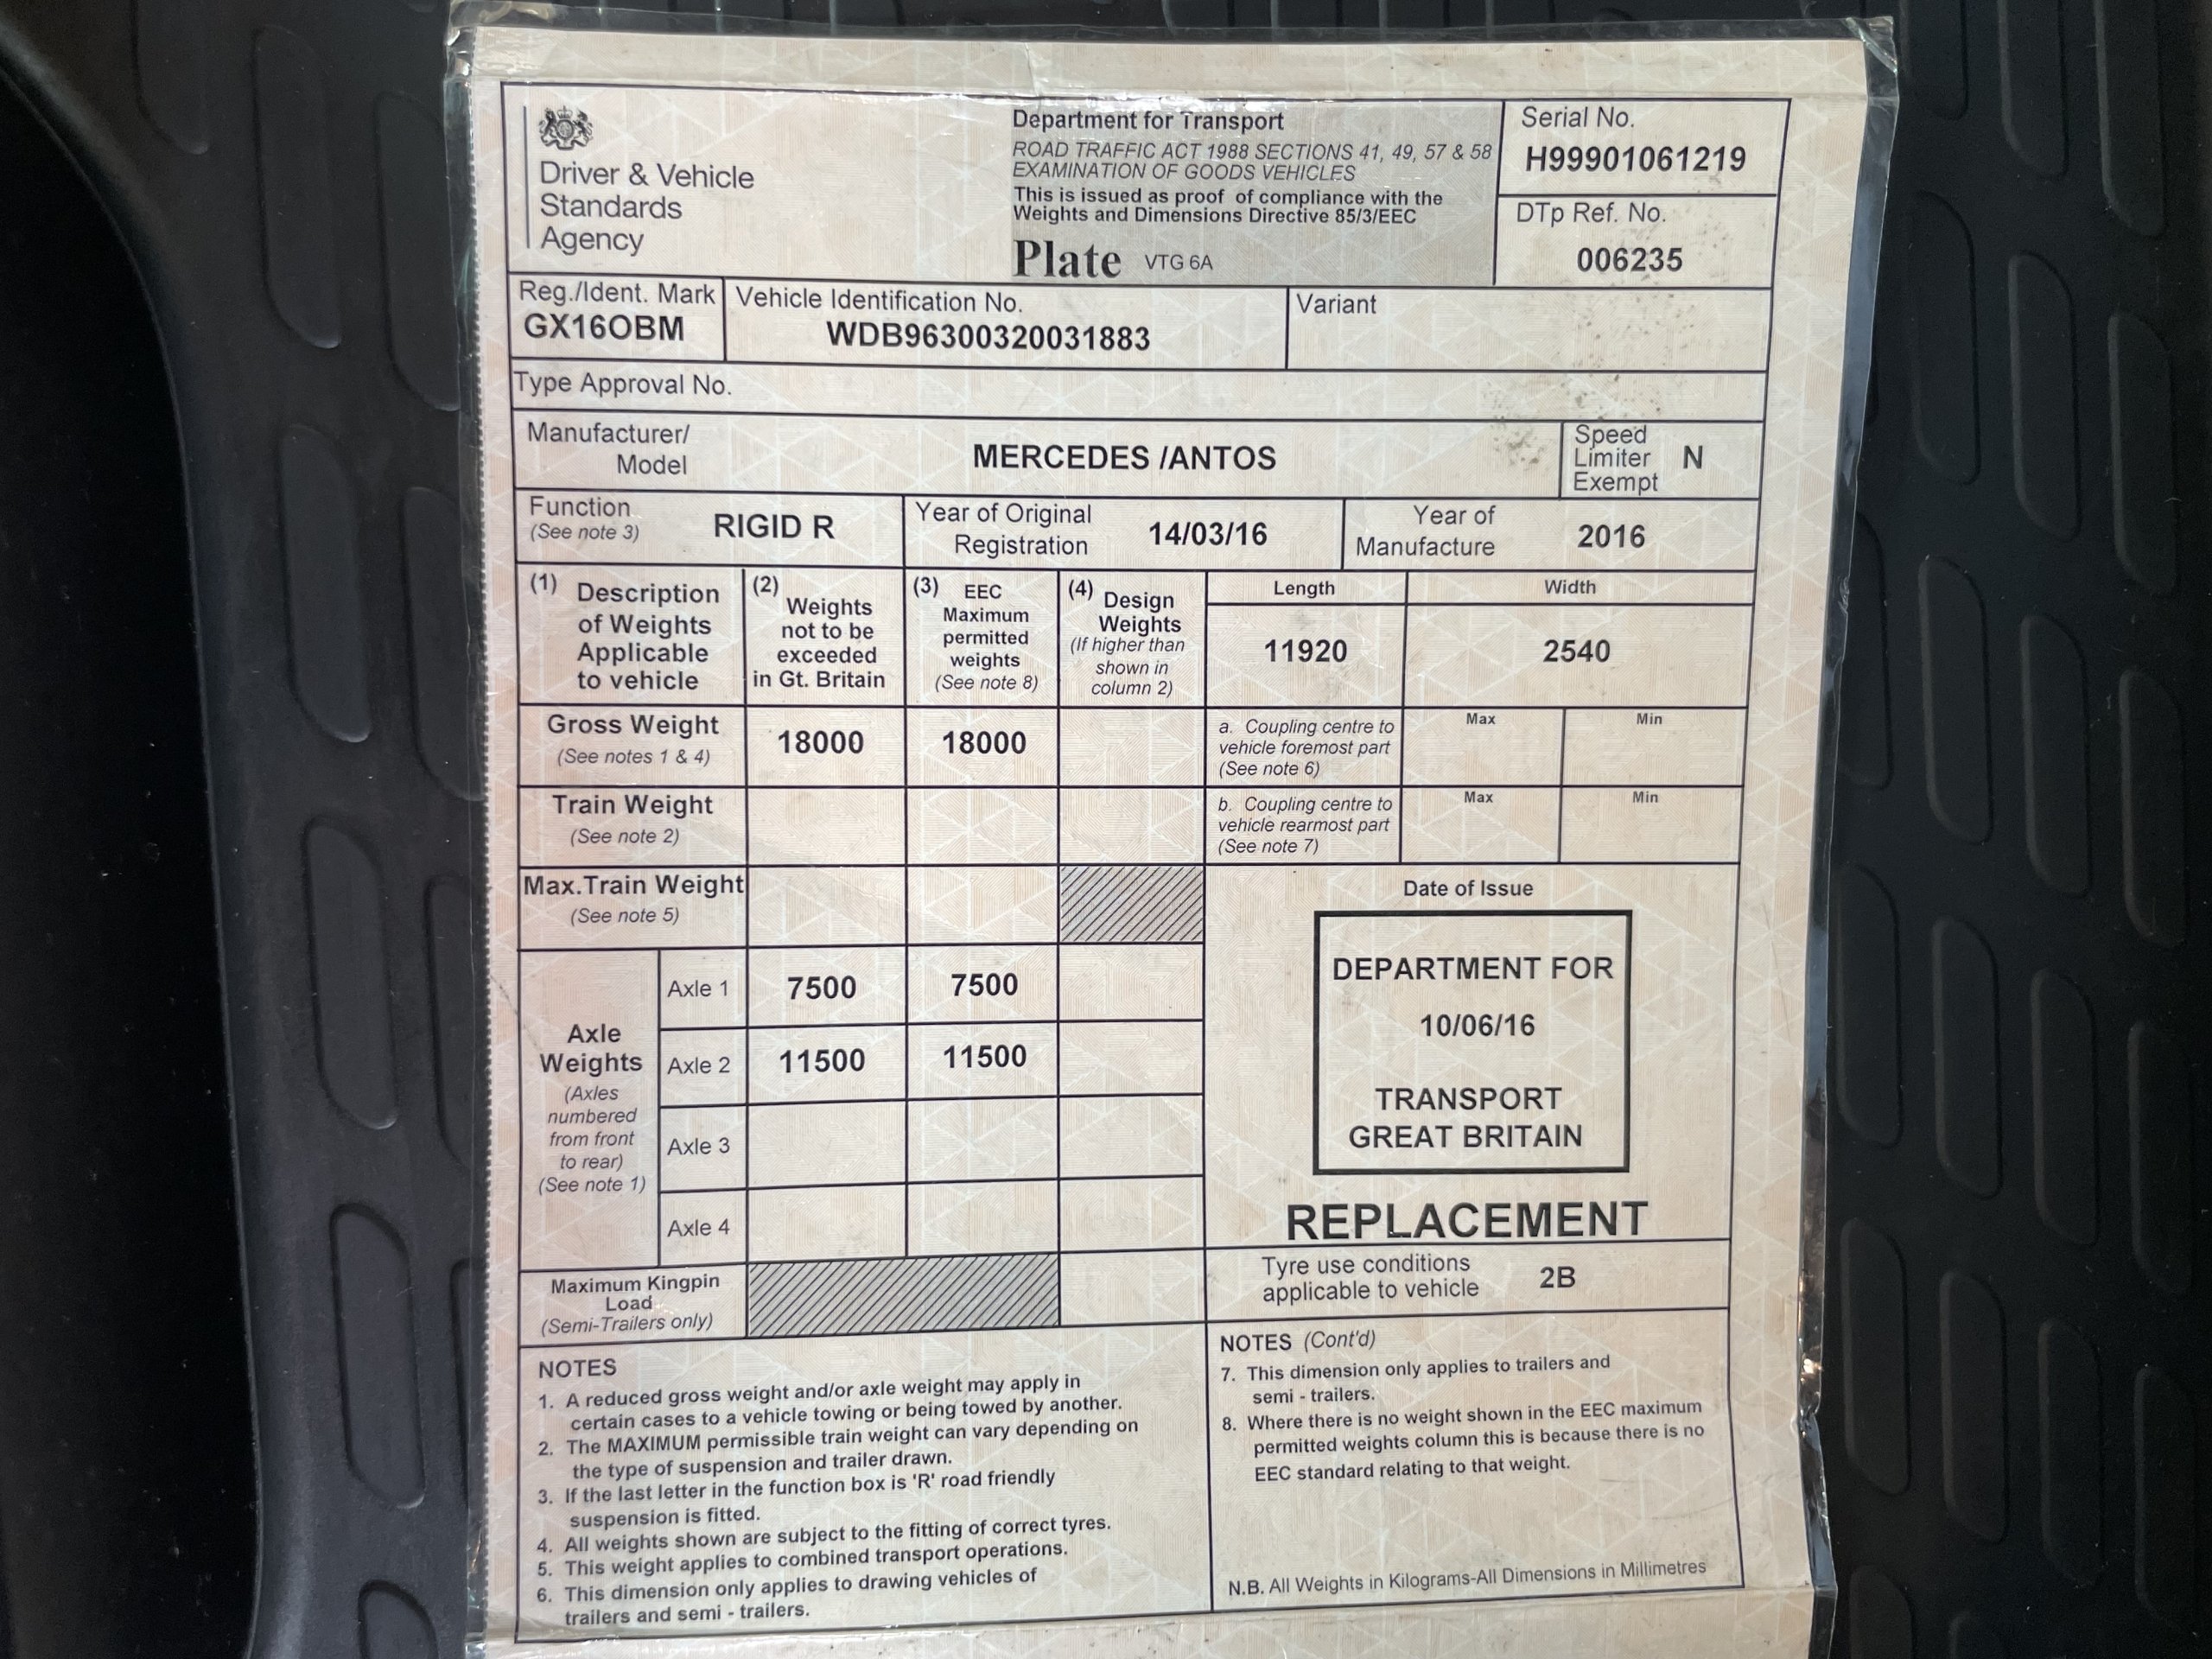 Driver & Vehicle
Standards
Agency
Department for Transport
ROAD TRAFFIC ACT 1988 SECTIONS 41, 49, 57 & 58
EXAMINATION OF GOODS VEHICLES
This is issued as proof of compliance with the
Weights and Dimensions Directive 85/3/EEC
Plate VTG 6A
Serial No.
H99901061219
DTp Ref. No.
006235
Reg./Ident. Mark
GX16OBM
Vehicle Identification No.
WDB96300320031883
Variant
Type Approval No.
Manufacturer/
Model
MERCEDES /ANTOS
Speed
Limiter
Exempt
N
Function
(See note 3)
RIGID R
Year of Original
Registration
14/03/16
Year of
Manufacture
2016
(1) Description
of Weights
Applicable
to vehicle
(2) Weights
not to be
exceeded
in Gt. Britain
(3) EEC
Maximum
permitted
weights
(See note 8)
(4) Design
Weights
(If higher than
shown in
column 2)
Length
11920
Width
2540
Gross Weight
(See notes 1 & 4)
18000
18000
a. Coupling centre to
vehicle foremost part
(See note 6)
Max
Min
Train Weight
(See note 2)
b. Coupling centre to
vehicle rearmost part
(See note 7)
Max
Min
Max.Train Weight
(See note 5)
Axle
Weights
(Axles
numbered
from front
to rear)
(See note 1)
Axle 1
7500
7500
Axle 2
11500
11500
Axle 3
Axle 4
Maximum Kingpin
Load
(Semi-Trailers only)
Date of Issue
DEPARTMENT FOR
10/06/16
TRANSPORT
GREAT BRITAIN
REPLACEMENT
Tyre use conditions
applicable to vehicle
2B
NOTES
1. A reduced gross weight and/or axle weight may apply in
certain cases to a vehicle towing or being towed by another.
2. The MAXIMUM permissible train weight can vary depending on
the type of suspension and trailer drawn.
3. If the last letter in the function box is 'R' road friendly
suspension is fitted.
4. All weights shown are subject to the fitting of correct tyres.
5. This weight applies to combined transport operations.
6. This dimension only applies to drawing vehicles of
trailers and semi - trailers.
NOTES (Cont'd)
7. This dimension only applies to trailers and
semi - trailers.
8. Where there is no weight shown in the EEC maximum
permitted weights column this is because there is no
EEC standard relating to that weight.
N.B. All Weights in Kilograms-All Dimensions in Millimetres